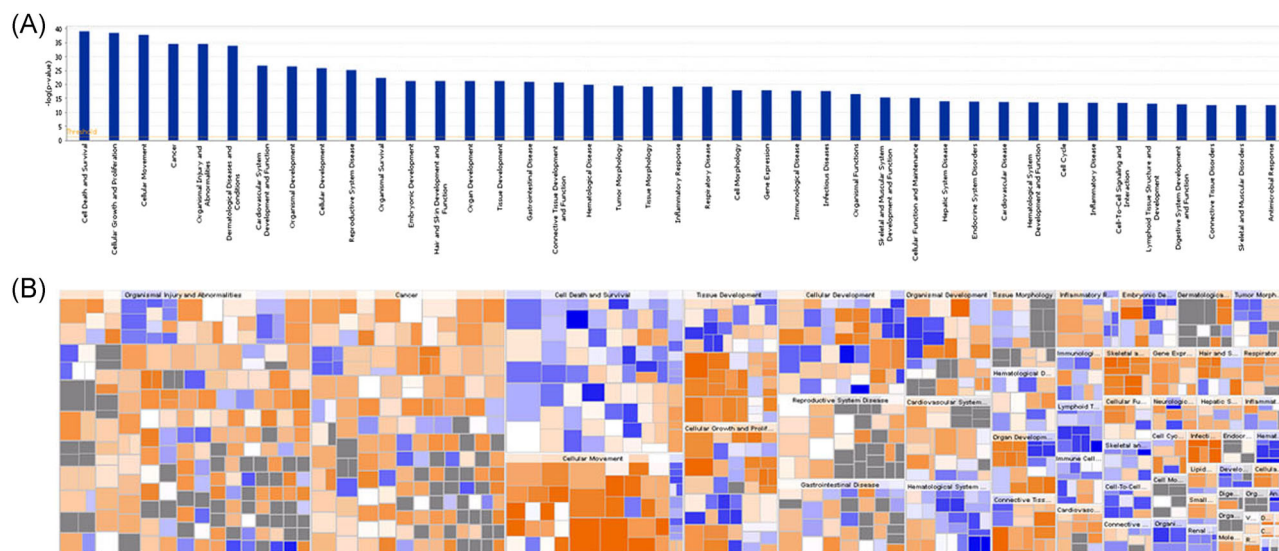 (A)
-log(p-value)
40
35
30
25
20
15
10
5
0
Threshold
Cell Death and Survival
Cellular Growth and Proliferation
Cellular Movement
Cancer
Organismal Injury and
Abnormalities
Dermatological Diseases and
Conditions
Cardiovascular System
Development and Function
Organismal Development
Cellular Development
Reproductive System Disease
Organismal Survival
Embryonic Development
Hair and Skin Development and
Function
Organ Development
Tissue Development
Gastrointestinal Disease
Connective Tissue Development
and Function
Hematological Disease
Tumor Morphology
Tissue Morphology
Inflammatory Response
Respiratory Disease
Cell Morphology
Gene Expression
Immunological Disease
Infectious Diseases
Organismal Functions
Skeletal and Muscular System
Development and Function
Cellular Function and Maintenance
Hepatic System Disease
Endocrine System Disorders
Cardiovascular Disease
Hematological System
Development and Function
Cell Cycle
Inflammatory Disease
Cell-To-Cell Signaling and
Interaction
Lymphoid Tissue Structure and
Development
Digestive System Development
and Function
Connective Tissue Disorders
Skeletal and Muscular Disorders
Antimicrobial Response
(B)
Organismal Injury and Abnormalities
Cancer
Cell Death and Survival
Tissue Development
Cellular Development
Organismal Development
Tissue Morphology
Inflammatory R...
Embryonic De...
Dermatologica...
Tumor Morph...
Immunologi...
Skeletal a...
Gene Expr...
Hair and S...
Respirator...
Hematological D...
Reproductive System Disease
Cardiovascular System...
Lymphoid T...
Cellular Fu...
Neurologic...
Hepatic S...
Inflammat...
Cellular Growth and Prolif...
Organ Developm...
Cell Cyc...
Infecti...
Endocr...
Hemat...
Cellular Movement
Skeletal an...
Immune Cell...
Lipid...
Develo...
Cellula...
Cell Mo...
Gastrointestinal Disease
Hematological System ...
Cell-To-Cell...
Connective Tiss...
Small...
Dige...
Org...
An...
Cardiovasc...
Orga...
V...
D...
Connective ...
Organi...
Renal...
Mole...
R...
C...